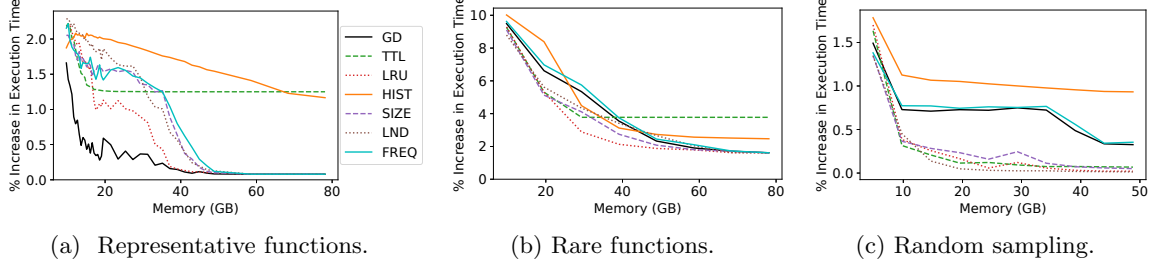 % Increase in Execution Time
2.0
1.5
1.0
0.5
0.0
20
40
60
80
Memory (GB)
GD
TTL
LRU
HIST
SIZE
LND
FREQ
(a) Representative functions.
% Increase in Execution Time
10
8
6
4
2
0
20
40
60
80
Memory (GB)
(b) Rare functions.
% Increase in Execution Time
1.5
1.0
0.5
0.0
10
20
30
40
50
Memory (GB)
(c) Random sampling.